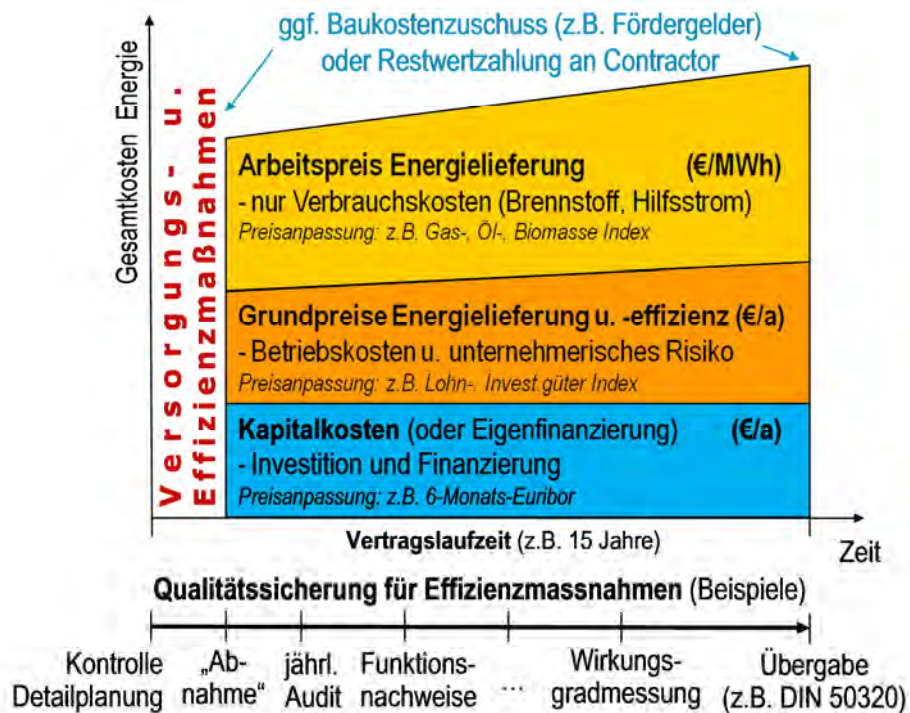 ggf. Baukostenzuschuss (z.B. Fördergelder)
oder Restwertzahlung an Contractor
Gesamtkosten Energie
Versorgungs- u.
Effizienzmaßnahmen
Arbeitspreis Energielieferung (€/MWh)
- nur Verbrauchskosten (Brennstoff, Hilfsstrom)
Preisanpassung: z.B. Gas-, Öl-, Biomasse Index
Grundpreise Energielieferung u. -effizienz (€/a)
- Betriebskosten u. unternehmerisches Risiko
Preisanpassung: z.B. Lohn-, Invest.güter Index
Kapitalkosten (oder Eigenfinanzierung) (€/a)
- Investition und Finanzierung
Preisanpassung: z.B. 6-Monats-Euribor
Vertragslaufzeit (z.B. 15 Jahre)
Zeit
Qualitätssicherung für Effizienzmassnahmen (Beispiele)
Kontrolle
Detailplanung
„Ab-
nahme“
jährl.
Audit
Funktions-
nachweise
...
Wirkungs-
gradmessung
Übergabe
(z.B. DIN 50320)